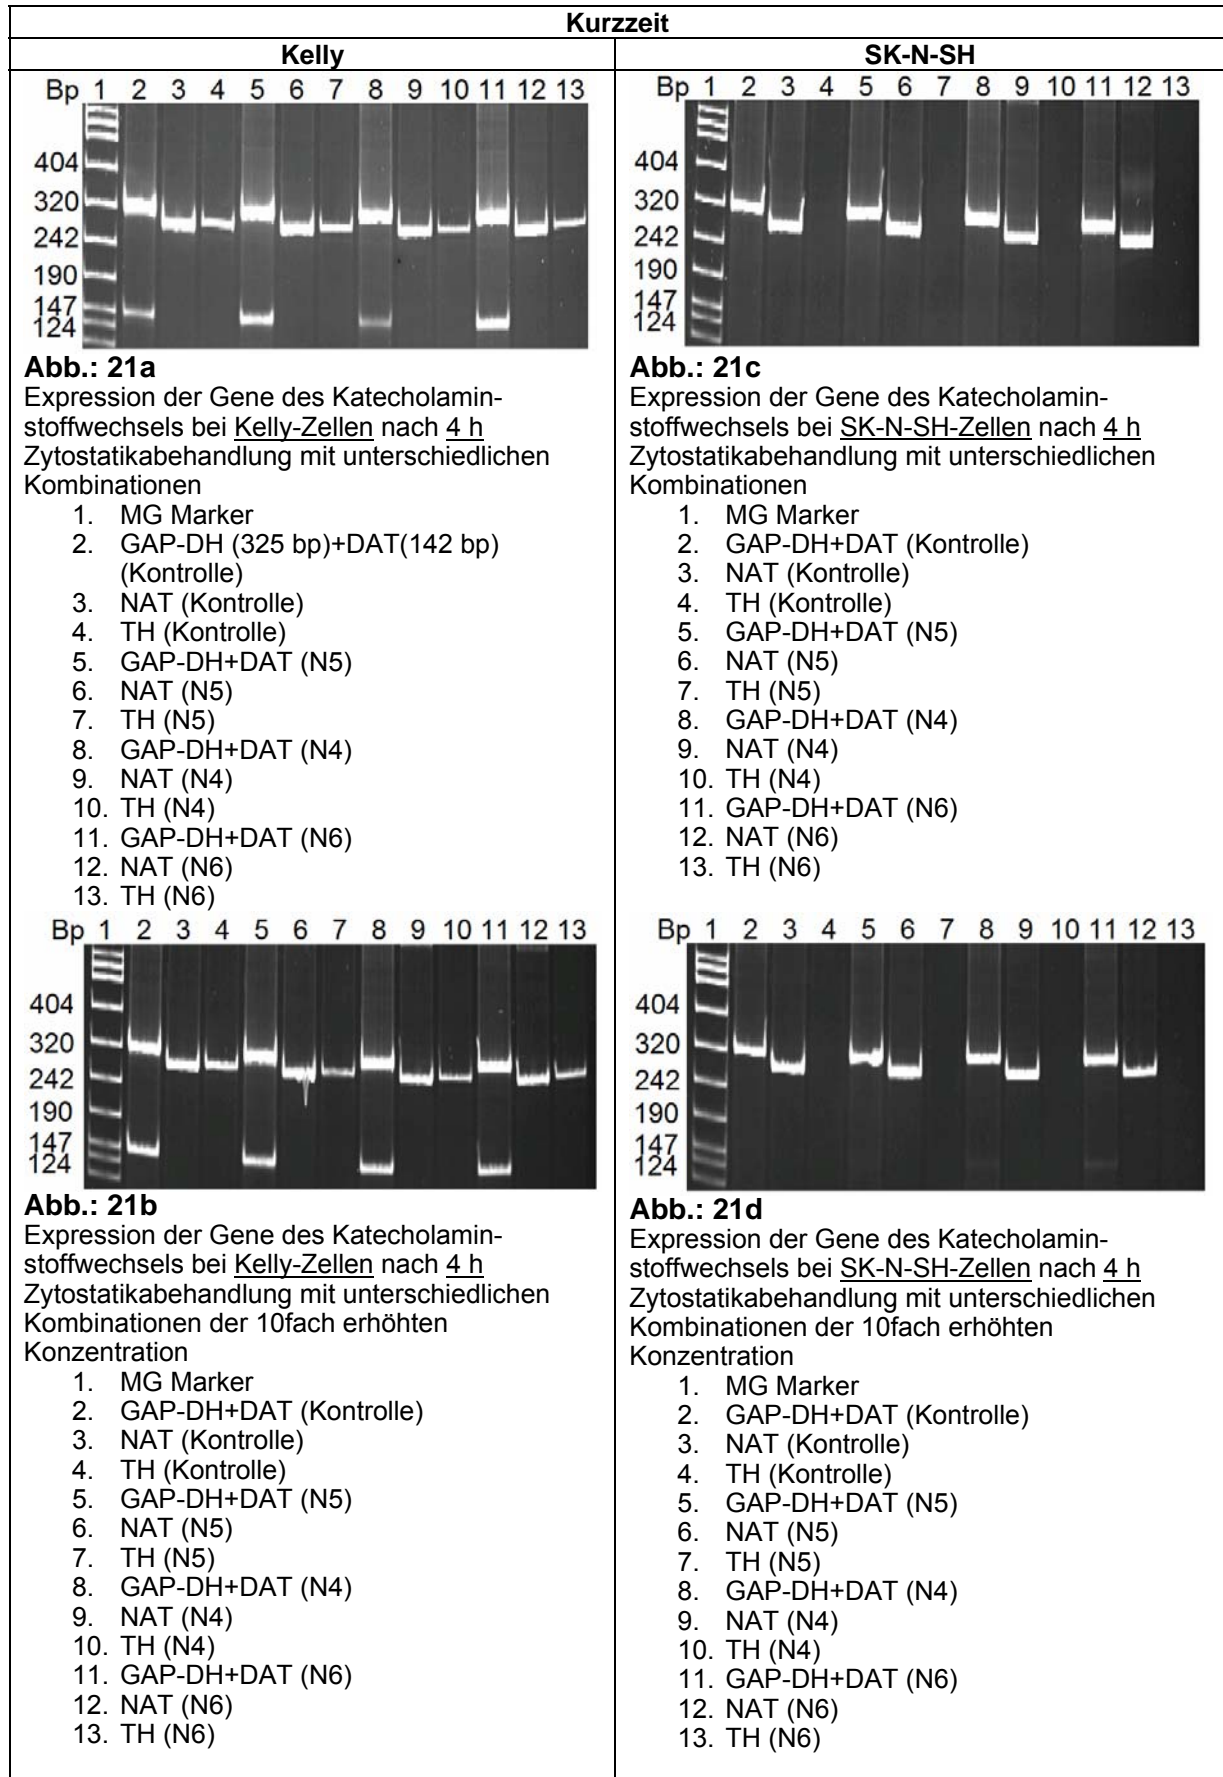 Kurzzeit
Kelly
Bp 1 2 3 4 5 6 7 8 9 10 11 12 13
404
320
242
190
147
124
Abb.: 21a
Expression der Gene des Katecholamin-
stoffwechsels bei Kelly-Zellen nach 4 h
Zytostatikabehandlung mit unterschiedlichen
Kombinationen
1. MG Marker
2. GAP-DH (325 bp)+DAT(142 bp)
(Kontrolle)
3. NAT (Kontrolle)
4. TH (Kontrolle)
5. GAP-DH+DAT (N5)
6. NAT (N5)
7. TH (N5)
8. GAP-DH+DAT (N4)
9. NAT (N4)
10. TH (N4)
11. GAP-DH+DAT (N6)
12. NAT (N6)
13. TH (N6)
Bp 1 2 3 4 5 6 7 8 9 10 11 12 13
404
320
242
190
147
124
Abb.: 21b
Expression der Gene des Katecholamin-
stoffwechsels bei Kelly-Zellen nach 4 h
Zytostatikabehandlung mit unterschiedlichen
Kombinationen der 10fach erhöhten
Konzentration
1. MG Marker
2. GAP-DH+DAT (Kontrolle)
3. NAT (Kontrolle)
4. TH (Kontrolle)
5. GAP-DH+DAT (N5)
6. NAT (N5)
7. TH (N5)
8. GAP-DH+DAT (N4)
9. NAT (N4)
10. TH (N4)
11. GAP-DH+DAT (N6)
12. NAT (N6)
13. TH (N6)
SK-N-SH
Bp 1 2 3 4 5 6 7 8 9 10 11 12 13
404
320
242
190
147
124
Abb.: 21c
Expression der Gene des Katecholamin-
stoffwechsels bei SK-N-SH-Zellen nach 4 h
Zytostatikabehandlung mit unterschiedlichen
Kombinationen
1. MG Marker
2. GAP-DH+DAT (Kontrolle)
3. NAT (Kontrolle)
4. TH (Kontrolle)
5. GAP-DH+DAT (N5)
6. NAT (N5)
7. TH (N5)
8. GAP-DH+DAT (N4)
9. NAT (N4)
10. TH (N4)
11. GAP-DH+DAT (N6)
12. NAT (N6)
13. TH (N6)
Bp 1 2 3 4 5 6 7 8 9 10 11 12 13
404
320
242
190
147
124
Abb.: 21d
Expression der Gene des Katecholamin-
stoffwechsels bei SK-N-SH-Zellen nach 4 h
Zytostatikabehandlung mit unterschiedlichen
Kombinationen der 10fach erhöhten
Konzentration
1. MG Marker
2. GAP-DH+DAT (Kontrolle)
3. NAT (Kontrolle)
4. TH (Kontrolle)
5. GAP-DH+DAT (N5)
6. NAT (N5)
7. TH (N5)
8. GAP-DH+DAT (N4)
9. NAT (N4)
10. TH (N4)
11. GAP-DH+DAT (N6)
12. NAT (N6)
13. TH (N6)